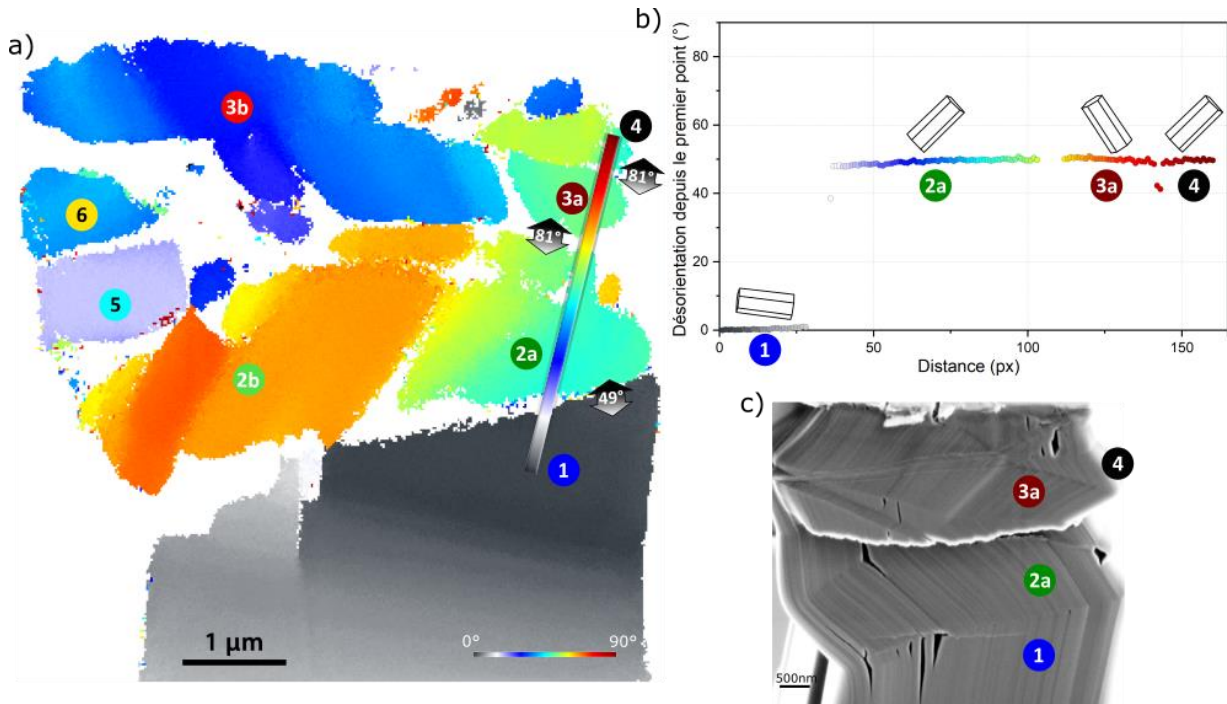 a)
3b
4
81°
3a
6
81°
5
2a
2b
49°
1
1 µm
0°
90°
b)
Désorientation depuis le premier point (°)
80
60
40
20
0
2a
3a
4
1
0
50
100
150
Distance (px)
c)
4
3a
2a
1
500nm